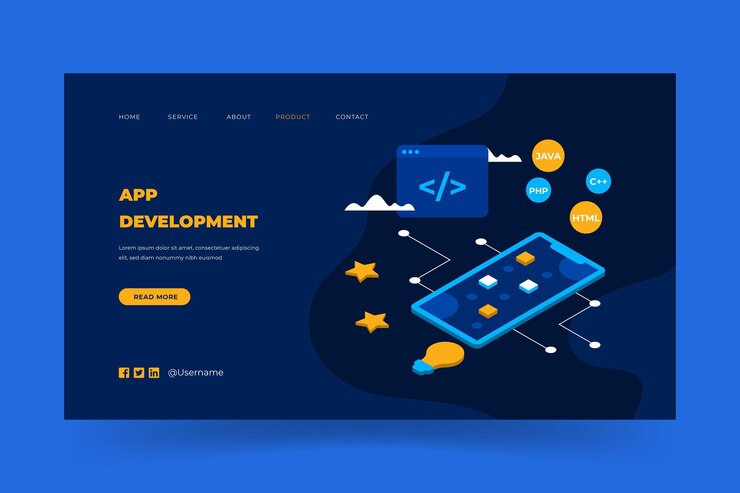 HOME SERVICE ABOUT PRODUCT CONTACT
APP
DEVELOPMENT
Lorem ipsum dolor sit amet, consectetuer adipiscing
elit, sed diam nonummy nibh euismod
READ MORE
@Username
</>
JAVA
PHP
C++
HTML